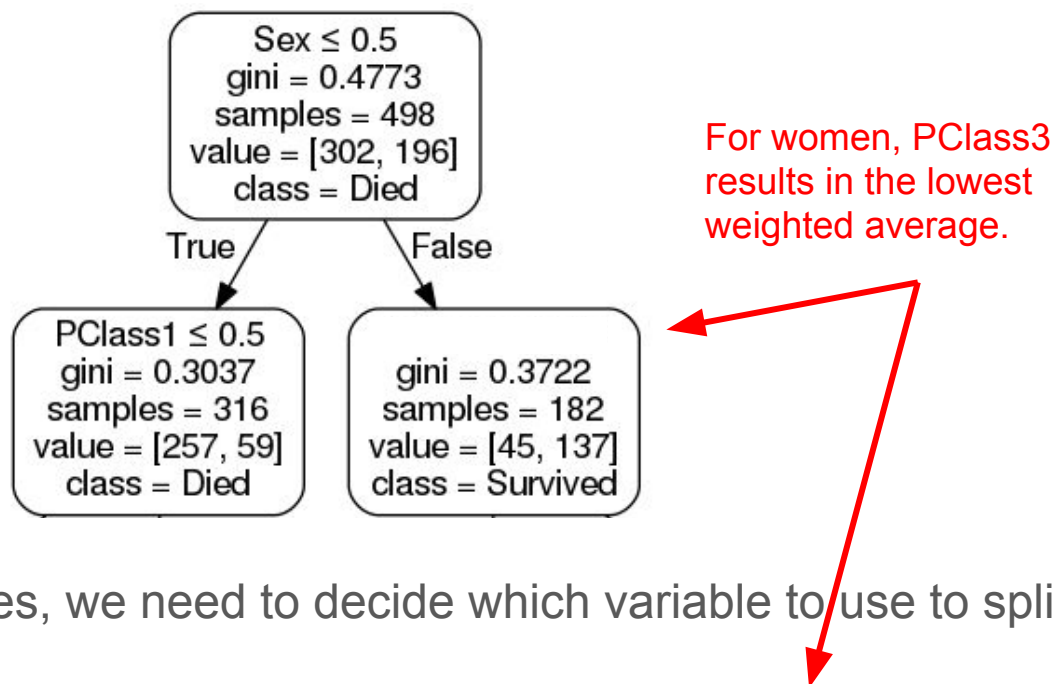 Sex ≤ 0.5
gini = 0.4773
samples = 498
value = [302, 196]
class = Died
For women, PClass3
results in the lowest
weighted average.
True
False
PClass1 ≤ 0.5
gini = 0.3037
samples = 316
value = [257, 59]
class = Died
gini = 0.3722
samples = 182
value = [45, 137]
class = Survived
es, we need to decide which variable to use to spli